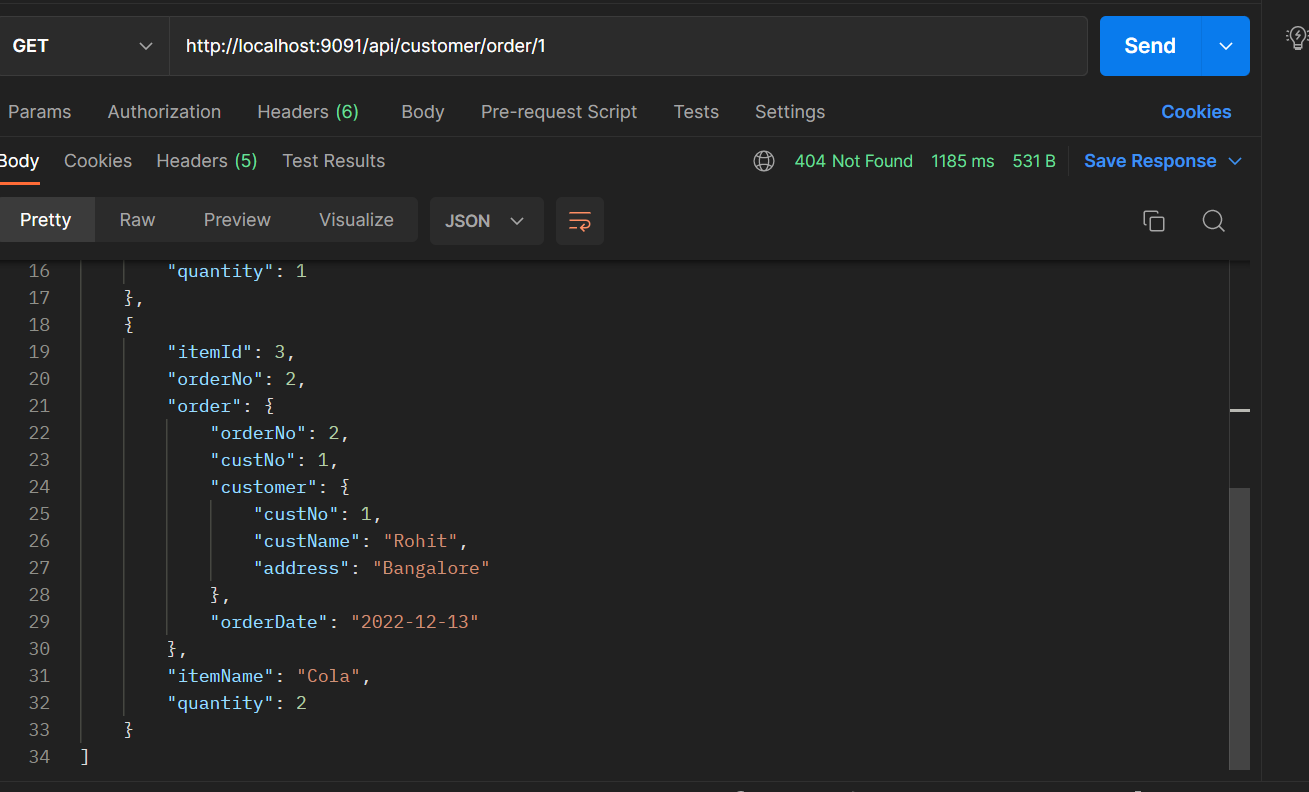 GET http://localhost:9091/api/customer/order/1 Send
Params Authorization Headers (6) Body Pre-request Script Tests Settings Cookies
Body Cookies Headers (5) Test Results 404 Not Found 1185 ms 531 B Save Response
Pretty Raw Preview Visualize JSON
16 "quantity": 1
17 },
18 {
19 "itemId": 3,
20 "orderNo": 2,
21 "order": {
22 "orderNo": 2,
23 "custNo": 1,
24 "customer": {
25 "custNo": 1,
26 "custName": "Rohit",
27 "address": "Bangalore"
28 },
29 "orderDate": "2022-12-13"
30 },
31 "itemName": "Cola",
32 "quantity": 2
33 }
34 ]